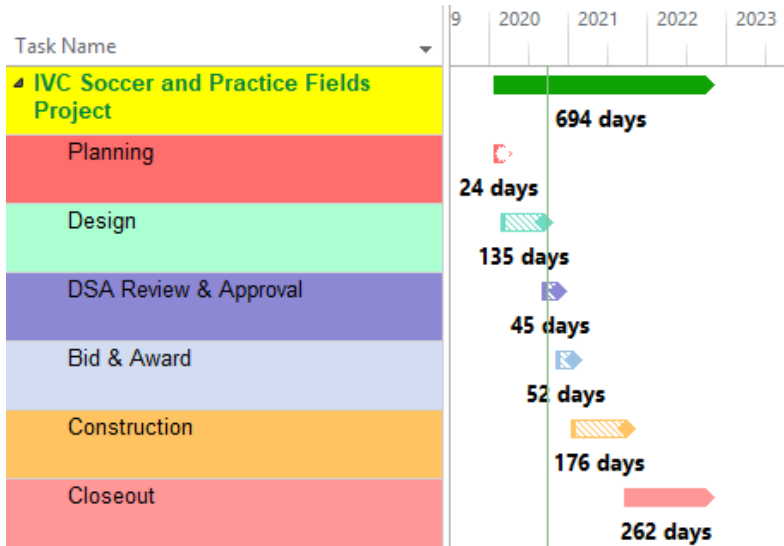 9 2020 2021 2022 2023
Task Name
IVC Soccer and Practice Fields
Project
694 days
Planning
24 days
Design
135 days
DSA Review & Approval
45 days
Bid & Award
52 days
Construction
176 days
Closeout
262 days